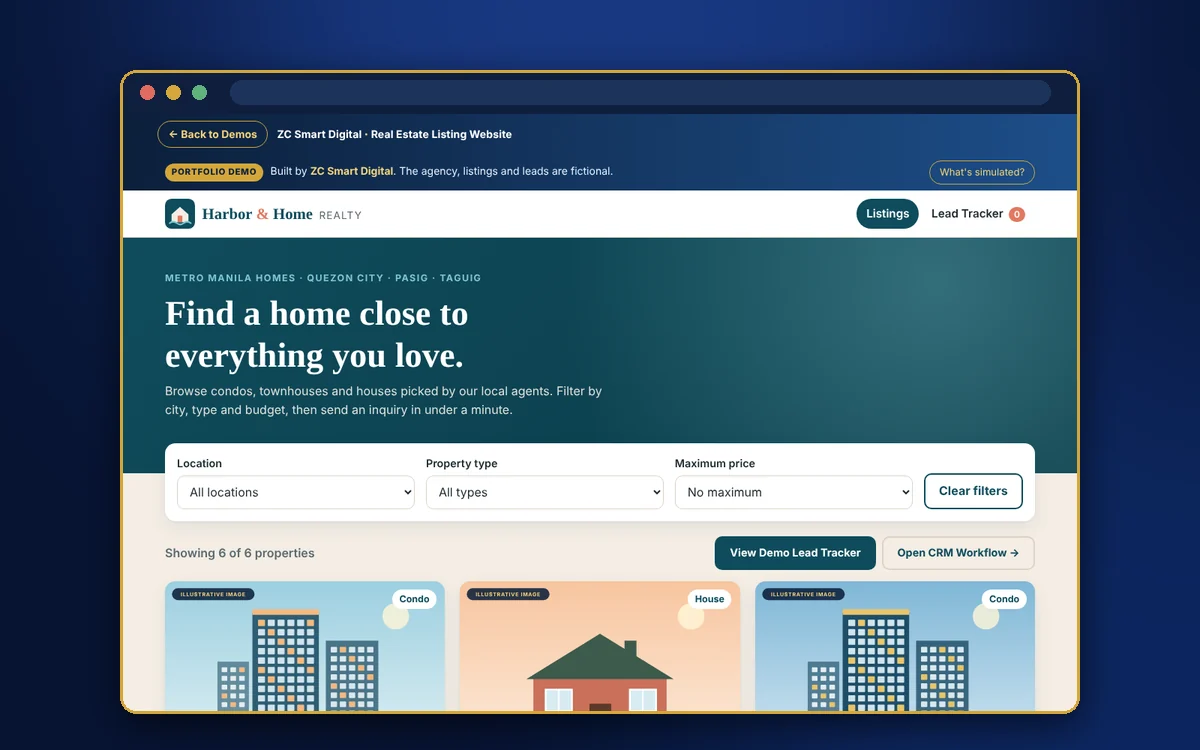 ← Back to Demos
ZC Smart Digital · Real Estate Listing Website
PORTFOLIO DEMO
Built by ZC Smart Digital. The agency, listings and leads are fictional.
What's simulated?
Harbor & Home REALTY
Listings
Lead Tracker 0
METRO MANILA HOMES · QUEZON CITY · PASIG · TAGUIG
Find a home close to
everything you love.
Browse condos, townhouses and houses picked by our local agents. Filter by
city, type and budget, then send an inquiry in under a minute.
Location
Property type
Maximum price
All locations
All types
No maximum
Clear filters
Showing 6 of 6 properties
View Demo Lead Tracker
Open CRM Workflow →
ILLUSTRATIVE IMAGE
Condo
ILLUSTRATIVE IMAGE
House
ILLUSTRATIVE IMAGE
Condo